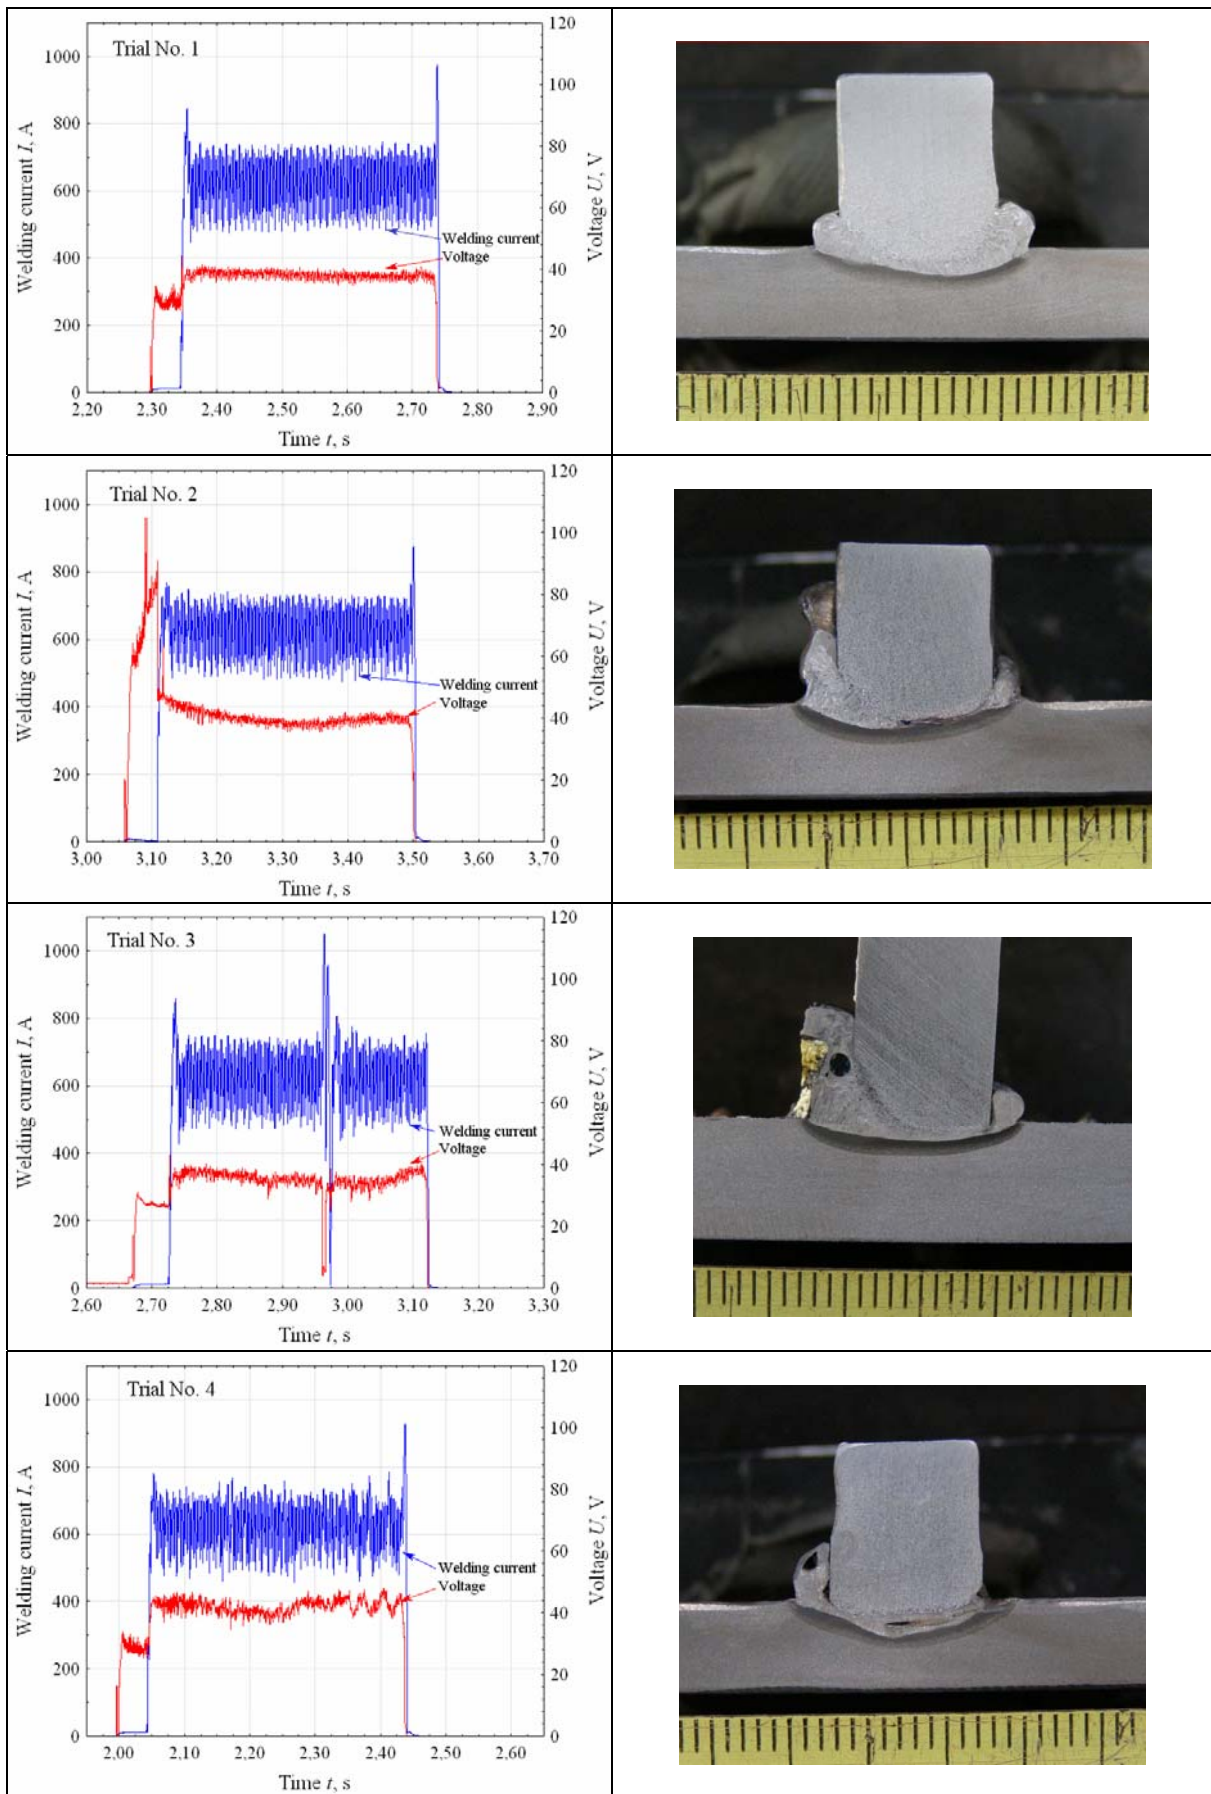 Trial No. 1
Welding current I, A
1000
800
600
400
200
0
120
100
80
60
40
20
0
Voltage U, V
Welding current
Voltage
2,20 2,30 2,40 2,50 2,60 2,70 2,80 2,90
Time t, s
Trial No. 2
Welding current I, A
1000
800
600
400
200
0
120
100
80
60
40
20
0
Voltage U, V
Welding current
Voltage
3,00 3,10 3,20 3,30 3,40 3,50 3,60 3,70
Time t, s
Trial No. 3
Welding current I, A
1000
800
600
400
200
0
120
100
80
60
40
20
0
Voltage U, V
Welding current
Voltage
2,60 2,70 2,80 2,90 3,00 3,10 3,20 3,30
Time t, s
Trial No. 4
Welding current I, A
1000
800
600
400
200
0
120
100
80
60
40
20
0
Voltage U, V
Welding current
Voltage
2,00 2,10 2,20 2,30 2,40 2,50 2,60
Time t, s